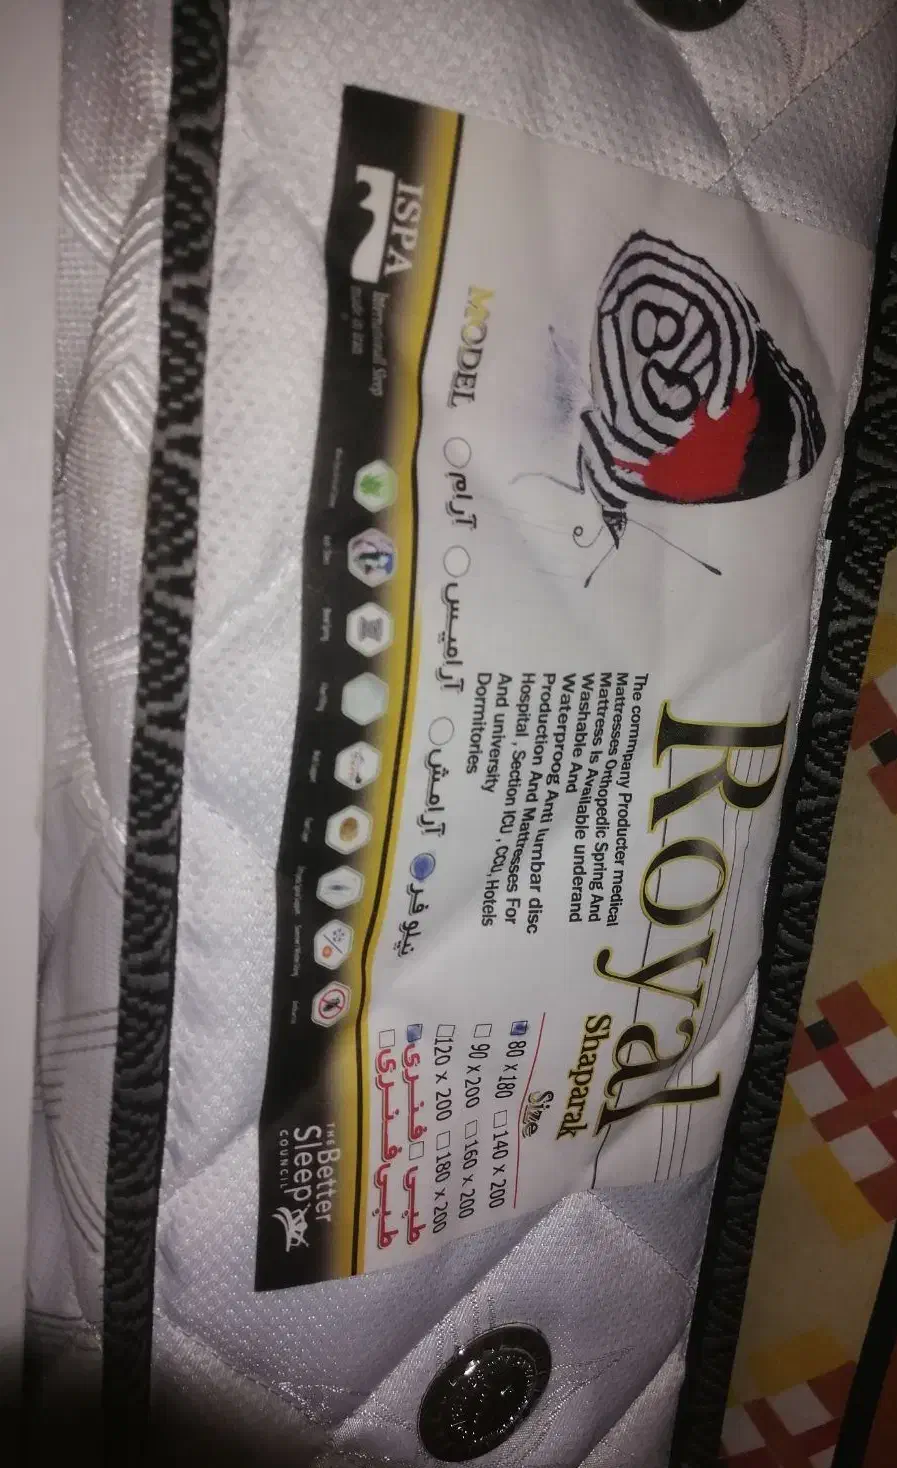 Royal
Shaparak
The commpany Producter medical
Mattresses Orthopedic Spring And
Mattress Is Available underand
Washable And
Waterproog Anti lumbar disc
Production And Mattresses For
Hospital , Section ICU , CCU, Hotels
And university
Dormitories
Size
80 X 180 140 x 200
90 x 200 160 x 200
120 x 200 180 x 200
MODEL آرام آرامیس آرامش نیلوفر
فنری طبی
طبی فنری
ISPA
International Sleep
THE
Better
Sleep
COUNCIL